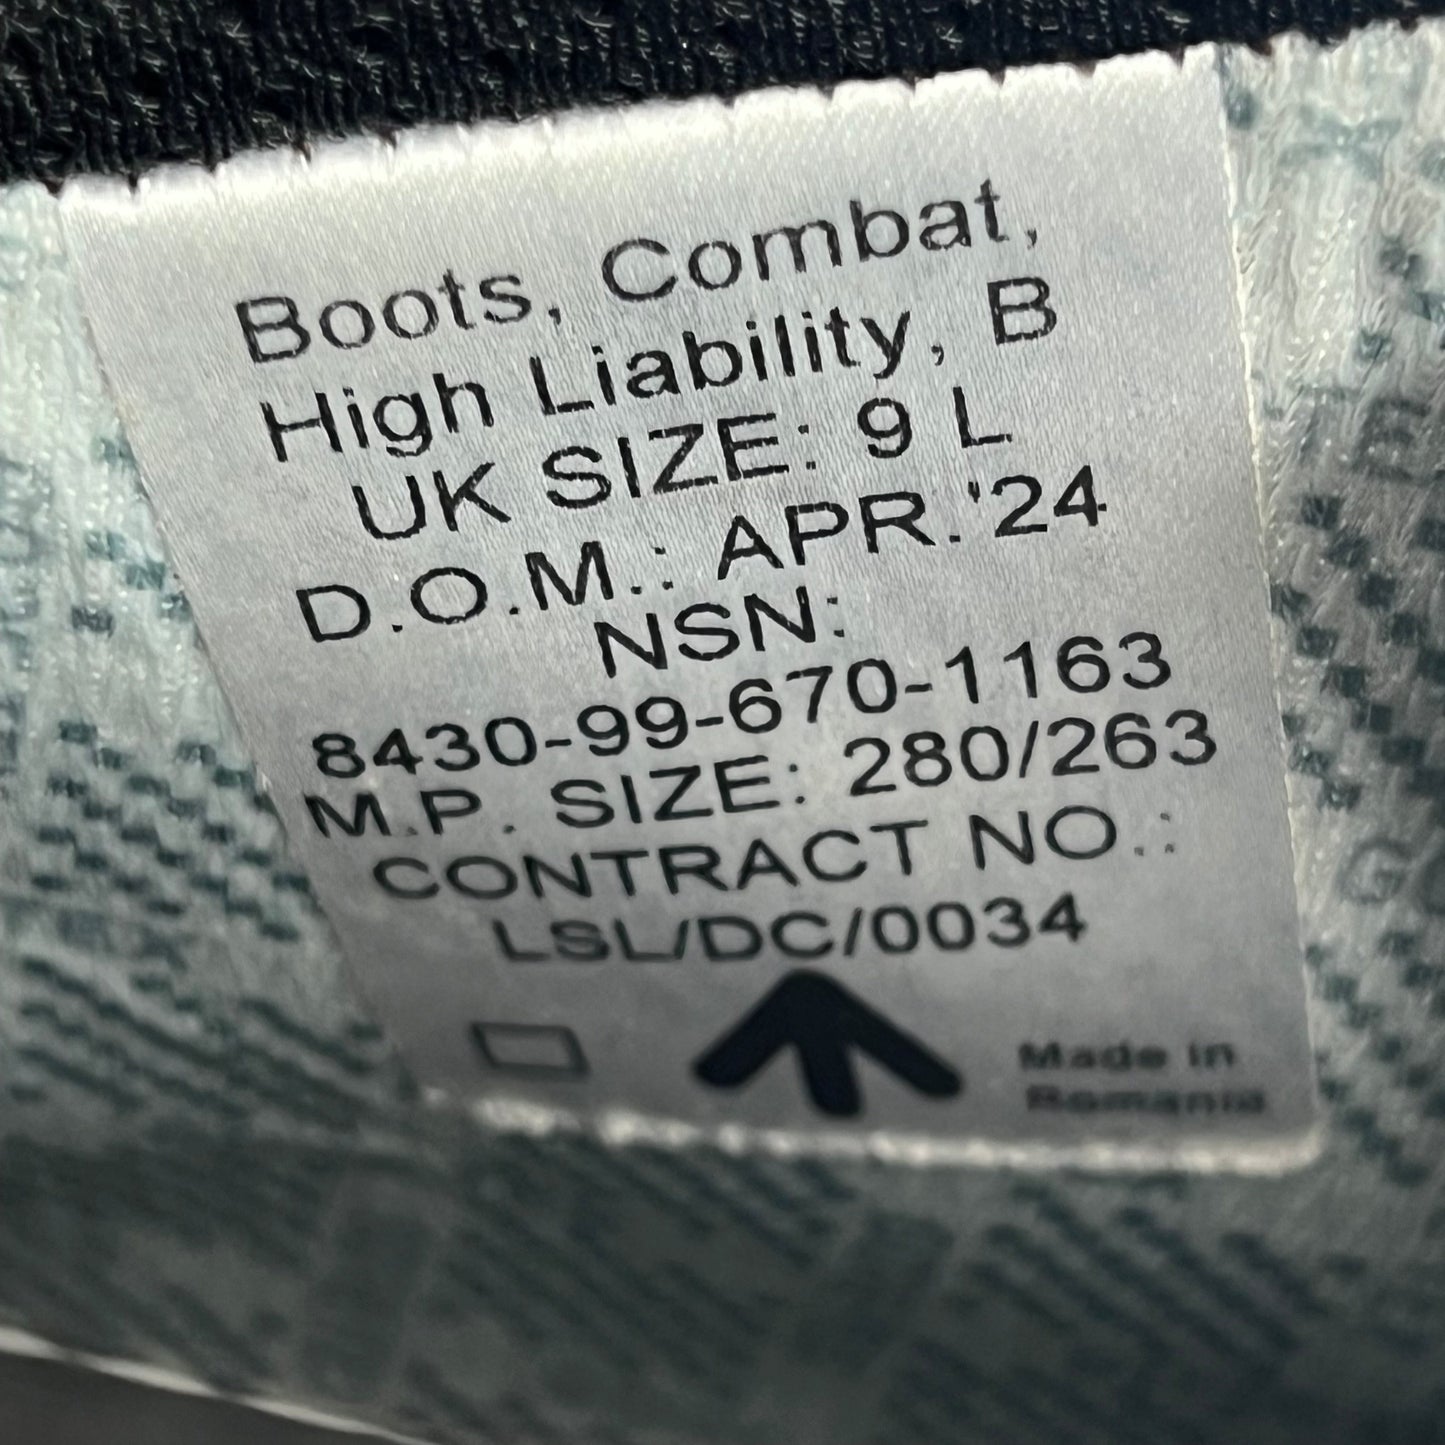 Boots, Combat,
High Liability, B
UK SIZE: 9 L
D.O.M.: APR.'24
NSN:
8430-99-670-1163
M.P. SIZE: 280/263
CONTRACT NO.:
LSL/DC/0034
Made in
Romania